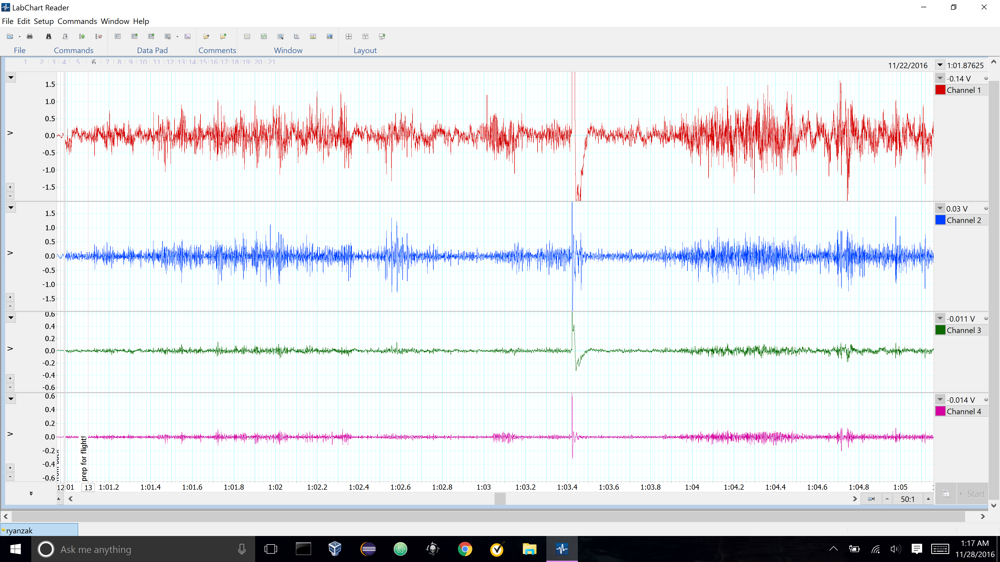 LabChart Reader
File Edit Setup Commands Window Help
File Commands Data Pad Comments Window Layout
1 2 3 4 5 6 7 8 9 10 11 12 13 14 15 16 17 18 19 20 21
11/22/2016 1:01.87625
1.5
1.0
0.5
0.0
-0.5
-1.0
-1.5
V
+
-
-0.14 V
Channel 1
1.5
1.0
0.5
0.0
-0.5
-1.0
-1.5
V
+
-
0.03 V
Channel 2
0.6
0.4
0.2
0.0
-0.2
-0.4
-0.6
V
+
-
-0.011 V
Channel 3
0.6
0.4
0.2
0.0
-0.2
-0.4
-0.6
V
+
-
-0.014 V
Channel 4
prep for flight!
12 :01 13 1:01.2 1:01.4 1:01.6 1:01.8 1:02 1:02.2 1:02.4 1:02.6 1:02.8 1:03 1:03.2 1:03.4 1:03.6 1:03.8 1:04 1:04.2 1:04.4 1:04.6 1:04.8 1:05
50:1 Start
ryanzak
Ask me anything
1:17 AM
11/28/2016